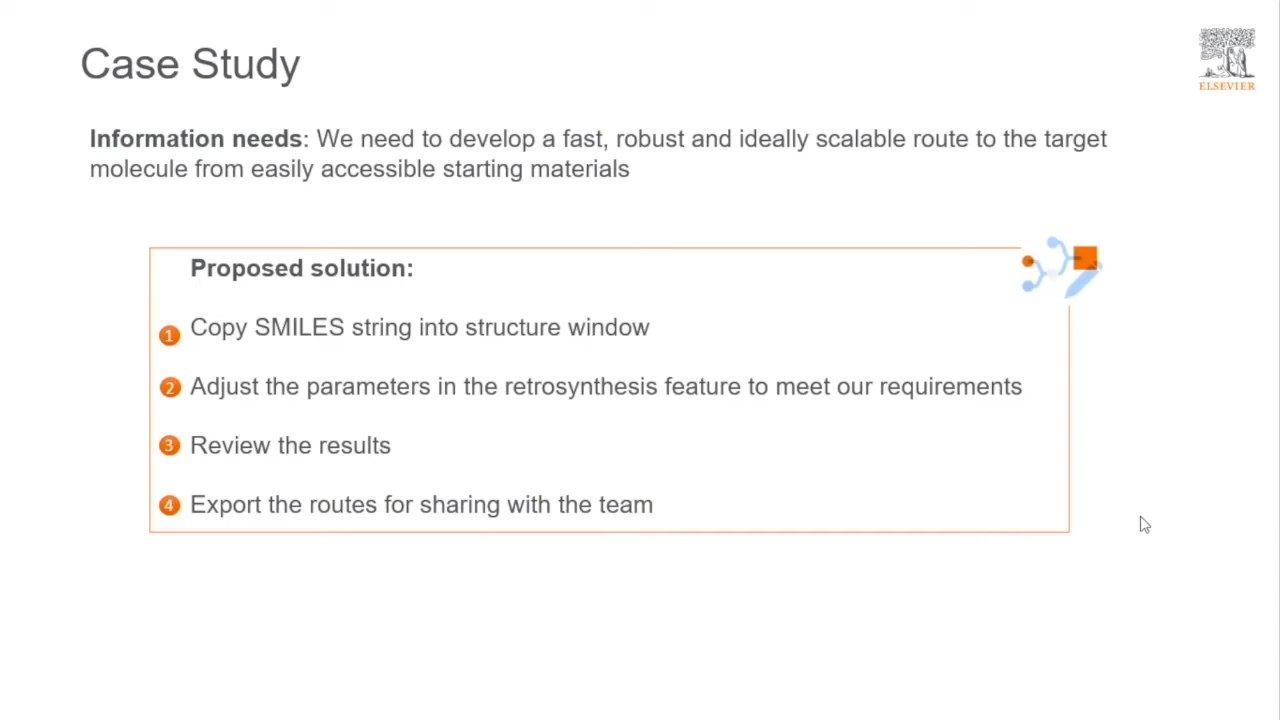 Case Study
ELSEVIER
Information needs: We need to develop a fast, robust and ideally scalable route to the target
molecule from easily accessible starting materials
Proposed solution:
1 Copy SMILES string into structure window
2 Adjust the parameters in the retrosynthesis feature to meet our requirements
3 Review the results
4 Export the routes for sharing with the team